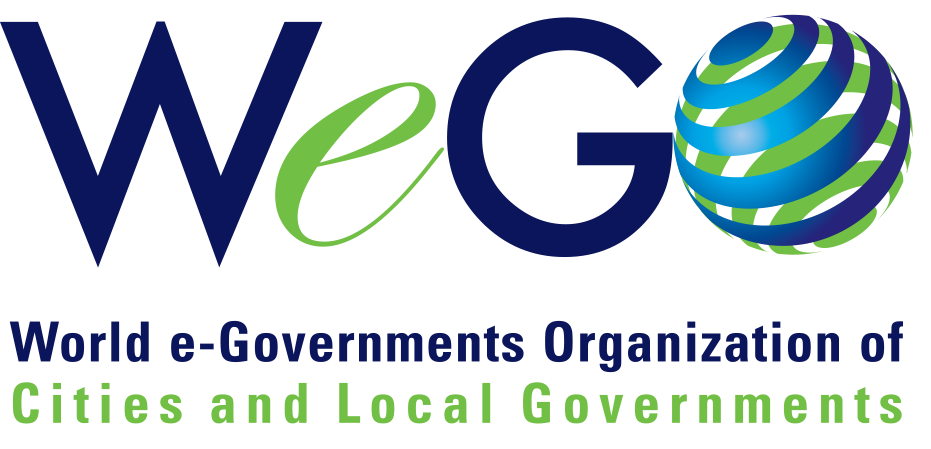 WeGO
World e-Governments Organization of
Cities and Local Governments